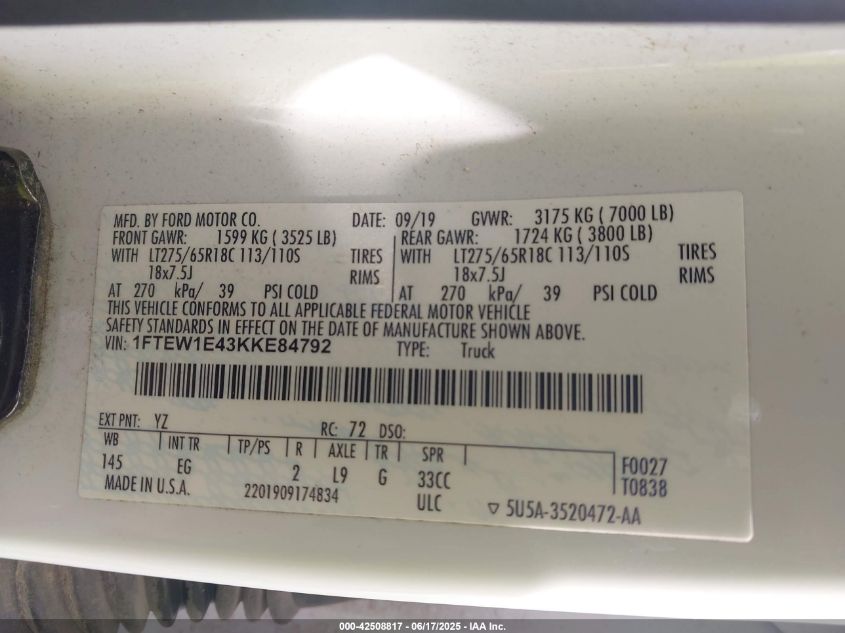 MFD. BY FORD MOTOR CO. DATE: 09/19 GVWR: 3175 KG ( 7000 LB)
FRONT GAWR: 1599 KG ( 3525 LB) REAR GAWR: 1724 KG ( 3800 LB)
WITH LT275/65R18C 113/110S TIRES WITH LT275/65R18C 113/110S TIRES
18x7.5J RIMS 18x7.5J RIMS
AT 270 kPa/ 39 PSI COLD AT 270 kPa/ 39 PSI COLD
THIS VEHICLE CONFORMS TO ALL APPLICABLE FEDERAL MOTOR VEHICLE
SAFETY STANDARDS IN EFFECT ON THE DATE OF MANUFACTURE SHOWN ABOVE.
VIN: 1FTEW1E43KKE84792 TYPE: Truck
EXT PNT: YZ RC: 72 DSO:
WB INT TR TP/PS R AXLE TR SPR
145 EG 2 L9 G 33CC F0027
MADE IN U.S.A. 2201909174834 ULC T0838
▽ 5U5A-3520472-AA
000-42508817 - 06/17/2025 - IAA Inc.